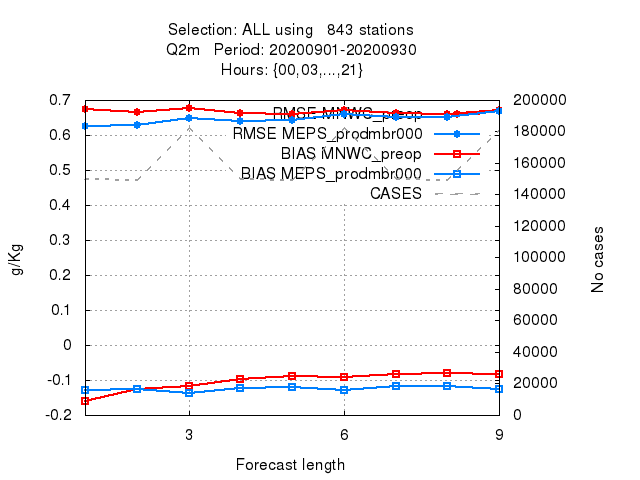 Selection: ALL using   843 stations
Q2m   Period: 20200901-20200930
Hours: {00,03,...,21}
0.7
0.6
0.5
0.4
0.3
0.2
0.1
0
-0.1
-0.2
g/Kg
RMSE MNWC_preop
RMSE MEPS_prodmbr000
BIAS MNWC_preop
BIAS MEPS_prodmbr000
CASES
200000
180000
160000
140000
120000
100000
80000
60000
40000
20000
0
No cases
3 6 9
Forecast length